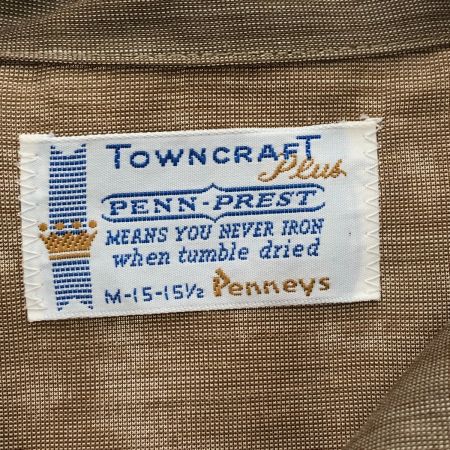 TOWNCRAFT Plus
PENN-PREST
MEANS YOU NEVER IRON
when tumble dried
M-15-15½ Penneys